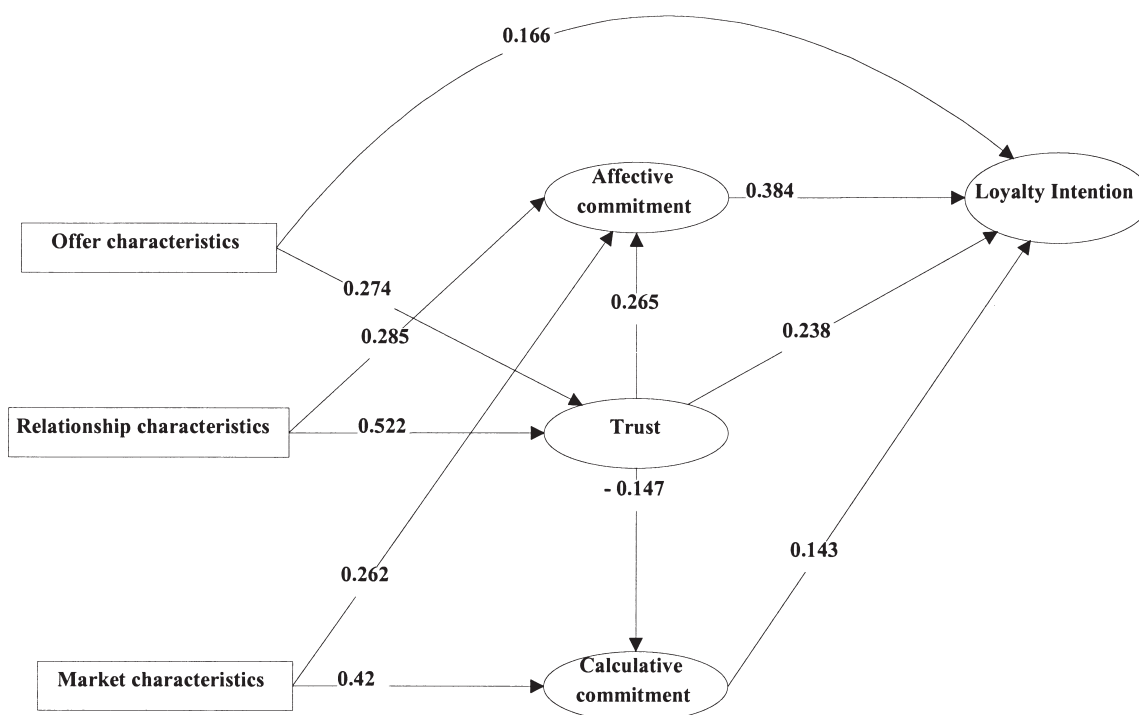 0.166
Affective
commitment
0.384
Loyalty Intention
Offer characteristics
0.274
0.265
0.285
0.238
Relationship characteristics
0.522
Trust
- 0.147
0.143
0.262
Market characteristics
0.42
Calculative
commitment